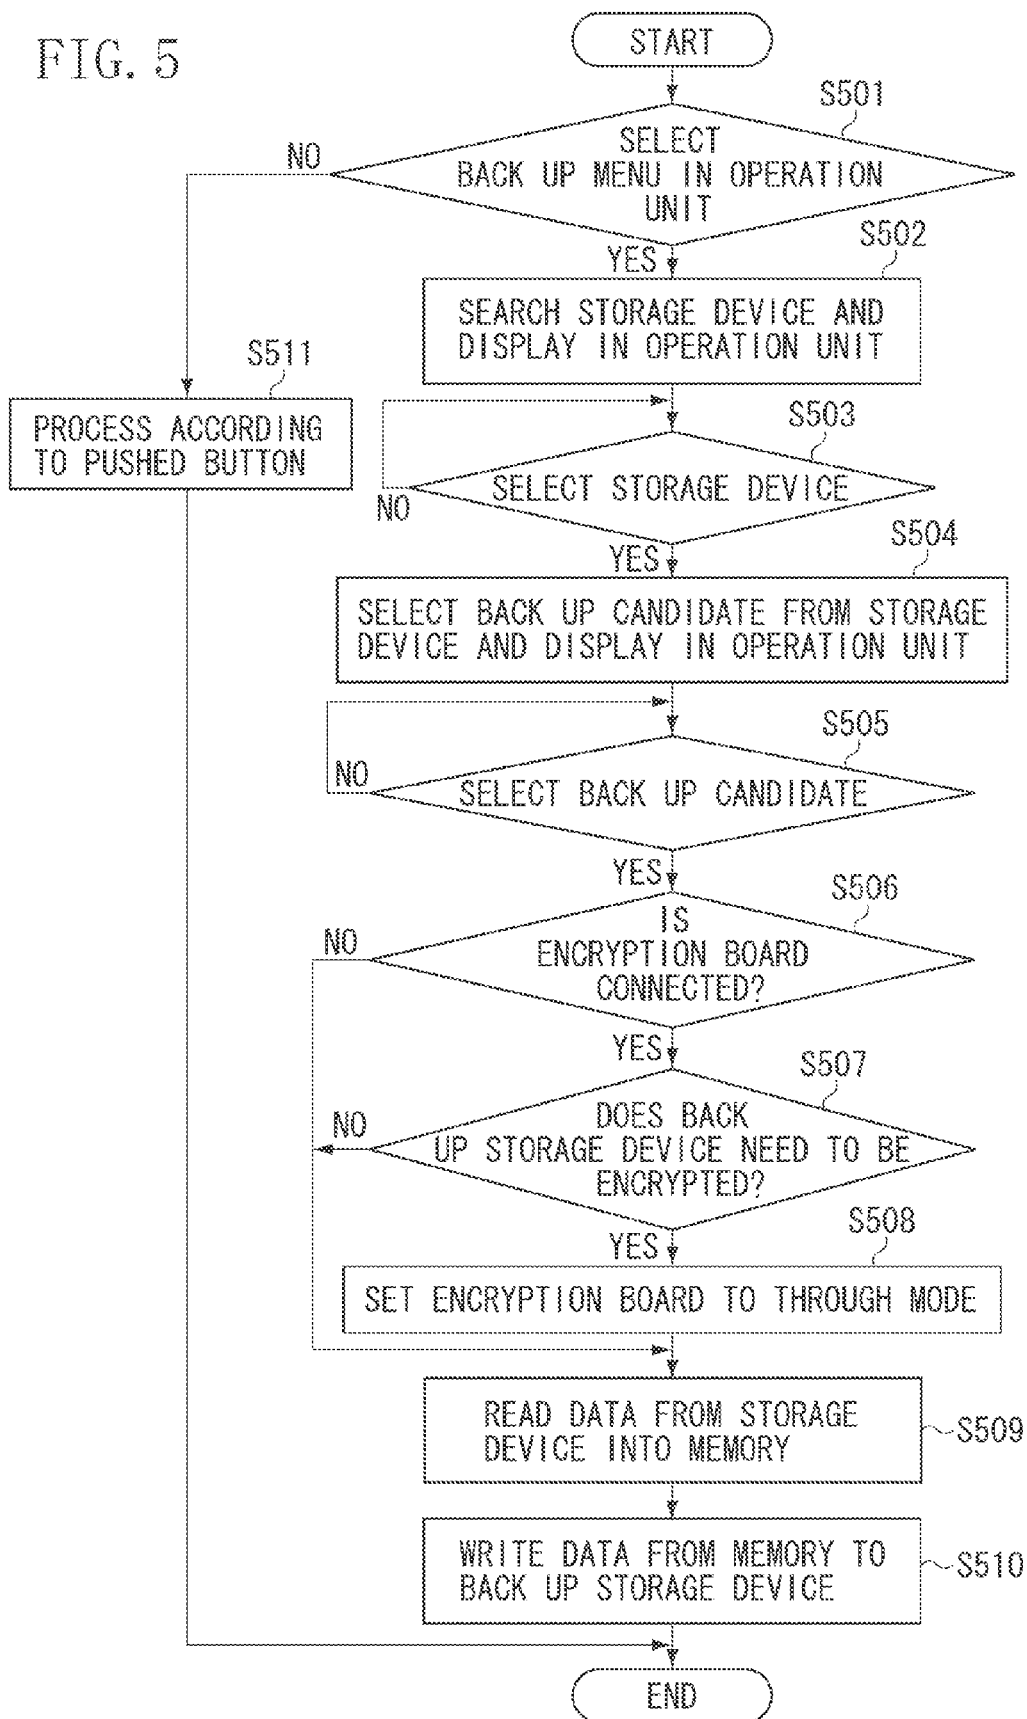 FIG. 5
START
S501
SELECT
BACK UP MENU IN OPERATION
UNIT
NO
YES
S502
SEARCH STORAGE DEVICE AND
DISPLAY IN OPERATION UNIT
S511
PROCESS ACCORDING
TO PUSHED BUTTON
S503
SELECT STORAGE DEVICE
NO
YES
S504
SELECT BACK UP CANDIDATE FROM STORAGE
DEVICE AND DISPLAY IN OPERATION UNIT
S505
NO
SELECT BACK UP CANDIDATE
YES
S506
NO
IS
ENCRYPTION BOARD
CONNECTED?
YES
S507
NO
DOES BACK
UP STORAGE DEVICE NEED TO BE
ENCRYPTED?
YES
S508
SET ENCRYPTION BOARD TO THROUGH MODE
READ DATA FROM STORAGE
DEVICE INTO MEMORY
S509
WRITE DATA FROM MEMORY TO
BACK UP STORAGE DEVICE
S510
END